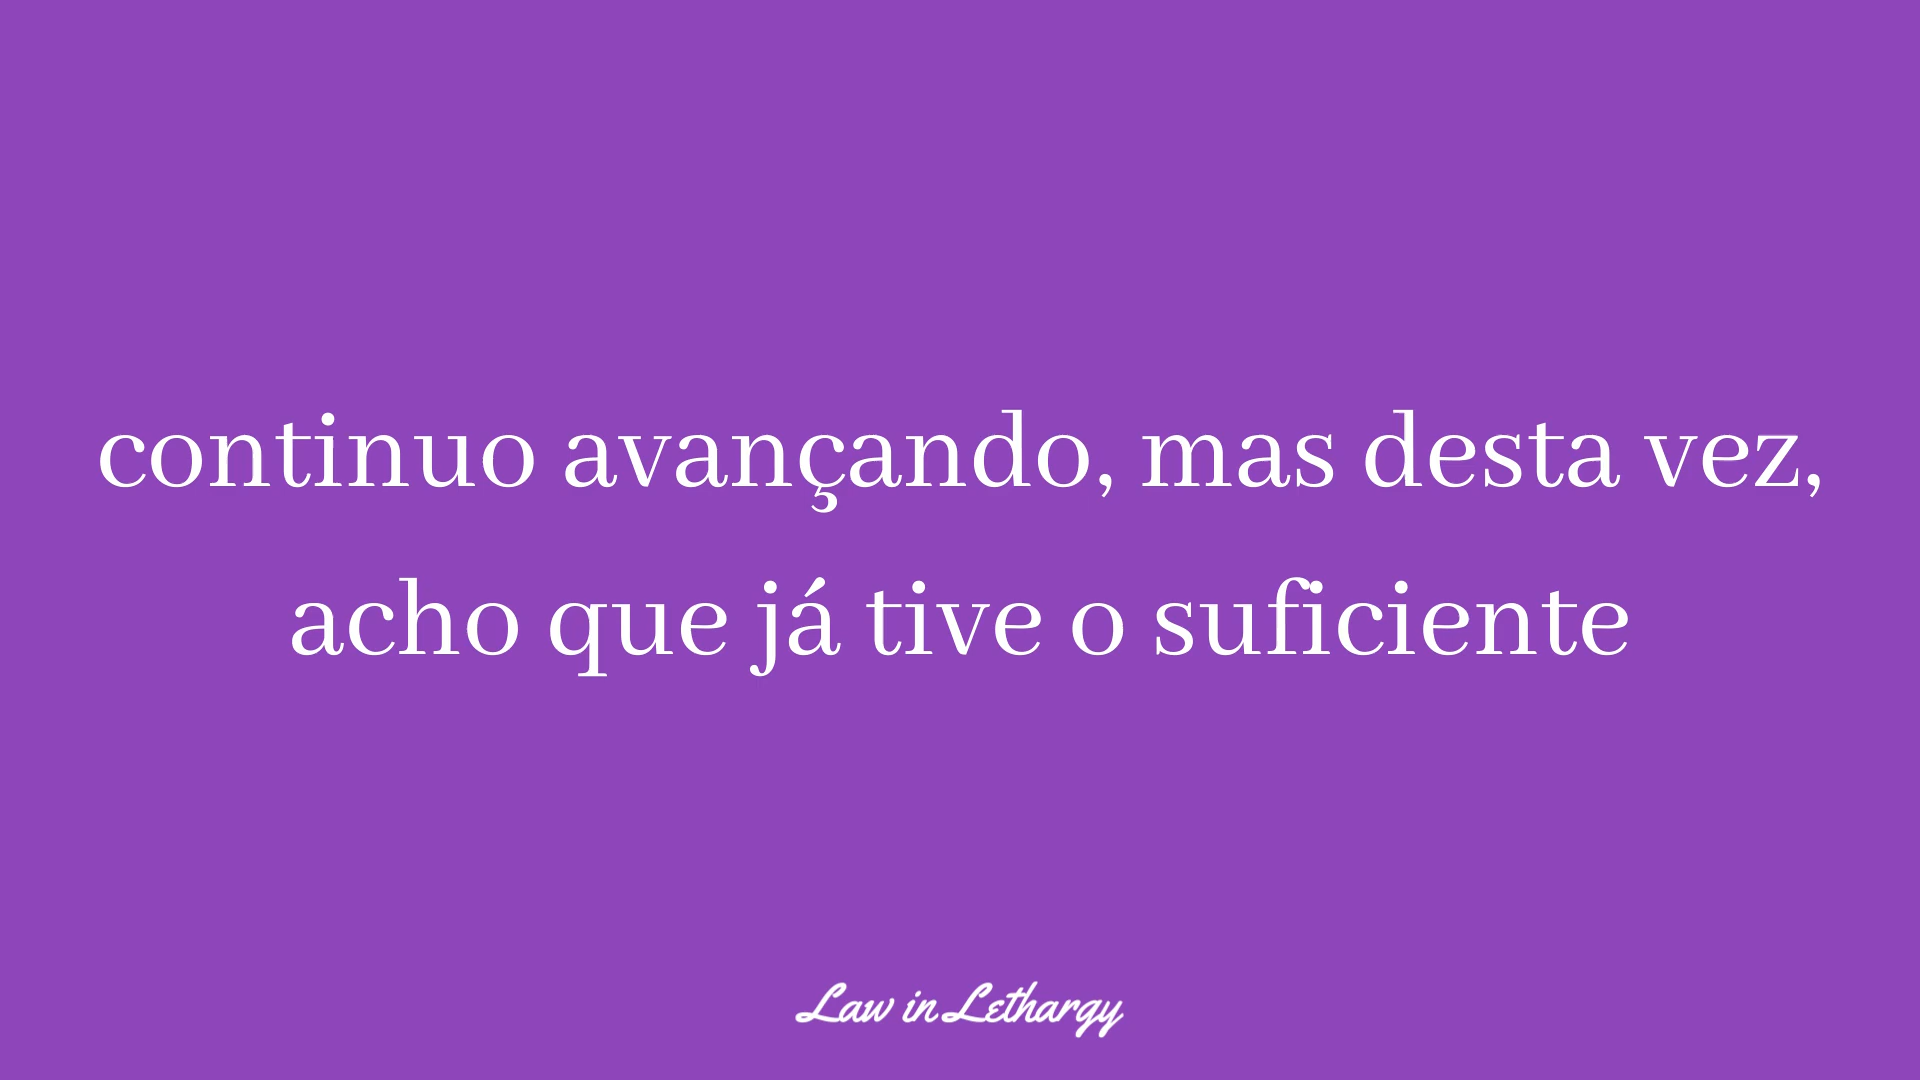 continuo avançando, mas desta vez,
acho que já tive o suficiente
Law in Lethargy